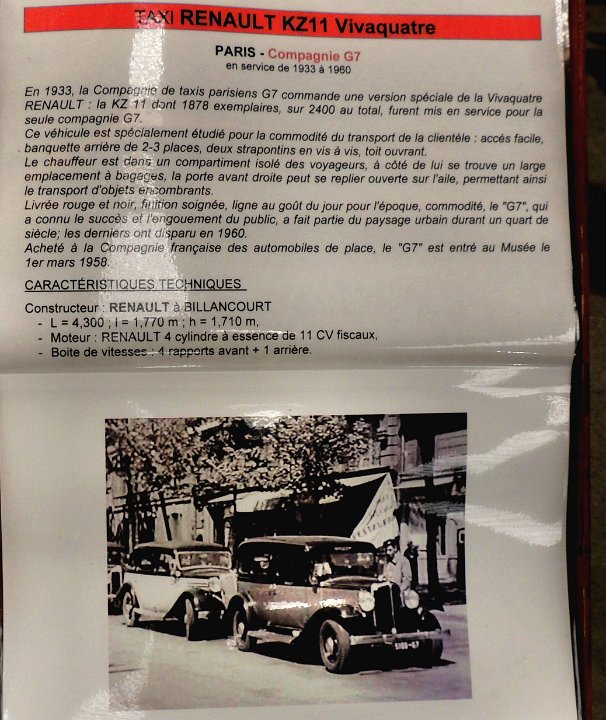 TAXI RENAULT KZ11 Vivaquatre
PARIS - Compagnie G7
en service de 1933 à 1960
En 1933, la Compagnie de taxis parisiens G7 commande une version spéciale de la Vivaquatre
RENAULT : la KZ 11 dont 1878 exemplaires, sur 2400 au total, furent mis en service pour la
seule compagnie G7.
Ce véhicule est spécialement étudié pour la commodité du transport de la clientèle : accès facile,
banquette arrière de 2-3 places, deux strapontins en vis à vis, toit ouvrant.
Le chauffeur est dans un compartiment isolé des voyageurs, à côté de lui se trouve un large
emplacement à bagages, la porte avant droite peut se replier ouverte sur l'aile, permettant ainsi
le transport d'objets encombrants.
Livrée rouge et noir, finition soignée, ligne au goût du jour pour l'époque, commodité, le "G7", qui
a connu le succès et l'engouement du public, a fait partie du paysage urbain durant un quart de
siècle; les derniers ont disparu en 1960.
Acheté à la Compagnie française des automobiles de place, le "G7" est entré au Musée le
1er mars 1958.
CARACTÉRISTIQUES TECHNIQUES
Constructeur : RENAULT à BILLANCOURT
- L = 4,300 ; l = 1,770 m ; h = 1,710 m,
- Moteur : RENAULT 4 cylindre à essence de 11 CV fiscaux,
- Boite de vitesses : 4 rapports avant + 1 arrière.